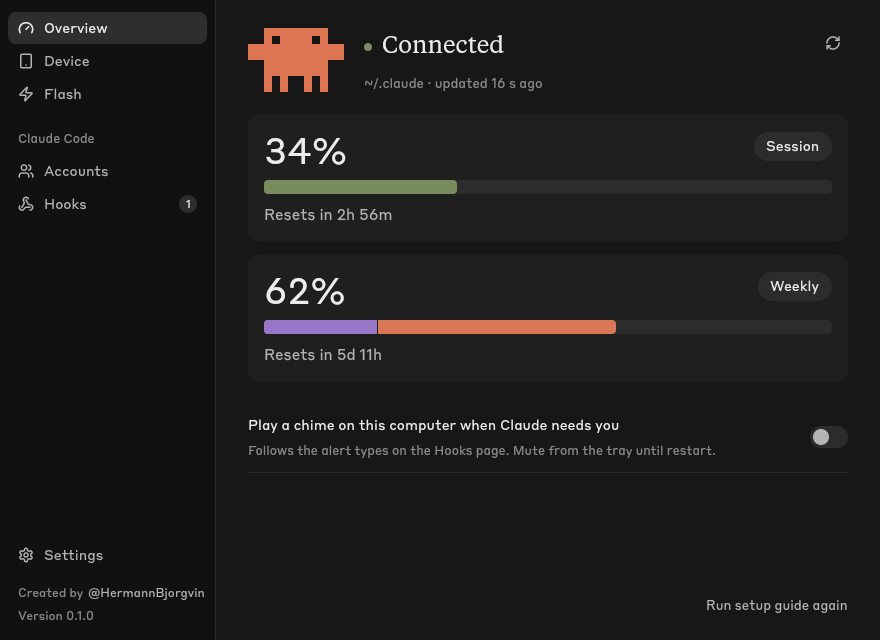 Overview
Device
Flash
Claude Code
Accounts
Hooks
1
Settings
Created by @HermannBjorgvin
Version 0.1.0
Connected
~/.claude · updated 16 s ago
34%
Session
Resets in 2h 56m
62%
Weekly
Resets in 5d 11h
Play a chime on this computer when Claude needs you
Follows the alert types on the Hooks page. Mute from the tray until restart.
Run setup guide again